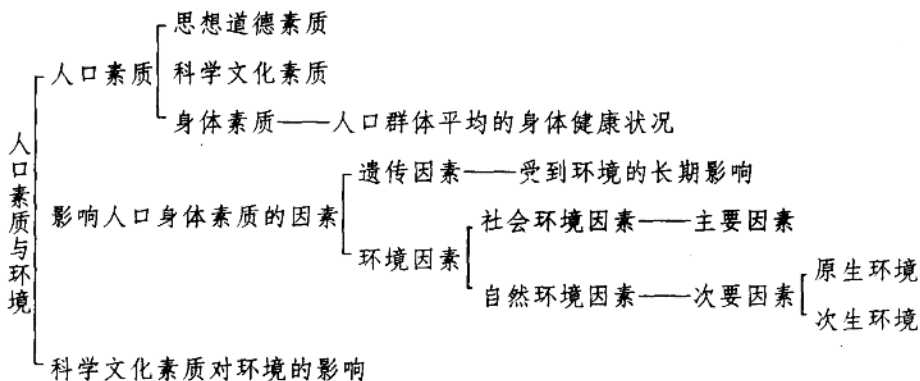 人口素质与环境
人口素质
思想道德素质
科学文化素质
身体素质——人口群体平均的身体健康状况
影响人口身体素质的因素
遗传因素——受到环境的长期影响
环境因素
社会环境因素——主要因素
自然环境因素——次要因素
原生环境
次生环境
科学文化素质对环境的影响